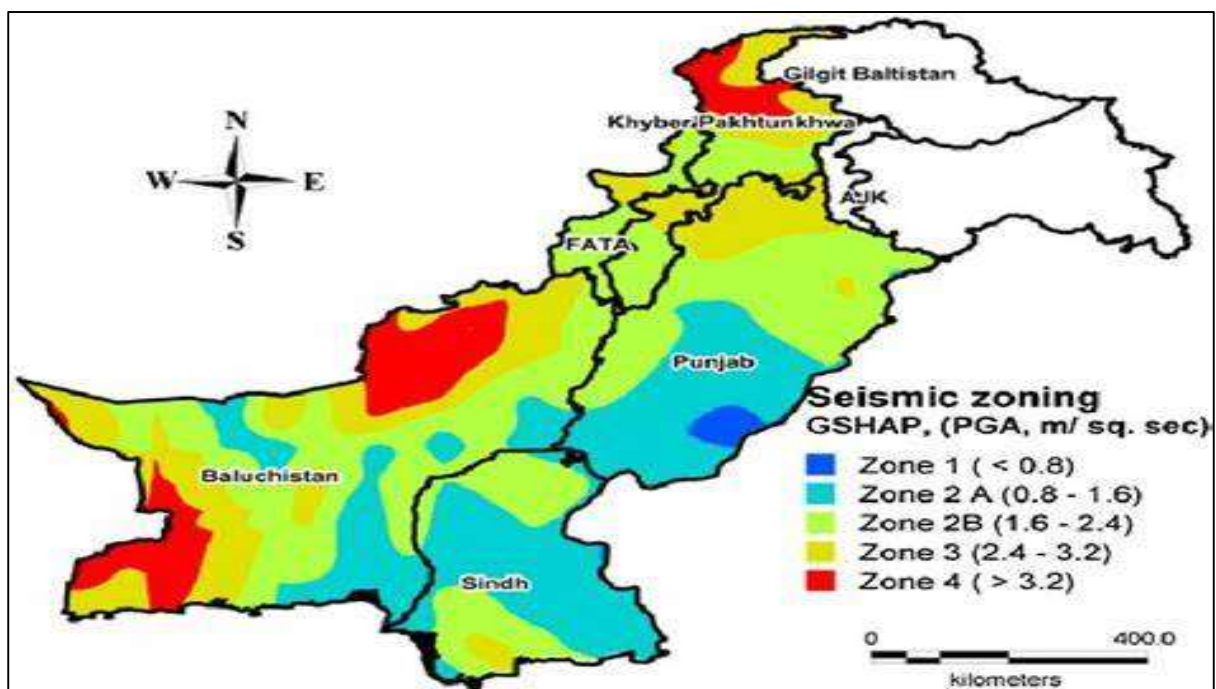 Gilgit Baltistan
Khyber Pakhtunkhwa
N
W E
S
AJK
FATA
Punjab
Seismic zoning
GSHAP, (PGA, m/ sq. sec)
Zone 1 ( < 0.8)
Zone 2 A (0.8 - 1.6)
Zone 2B (1.6 - 2.4)
Zone 3 (2.4 - 3.2)
Zone 4 ( > 3.2)
Baluchistan
Sindh
0 400.0
kilometers